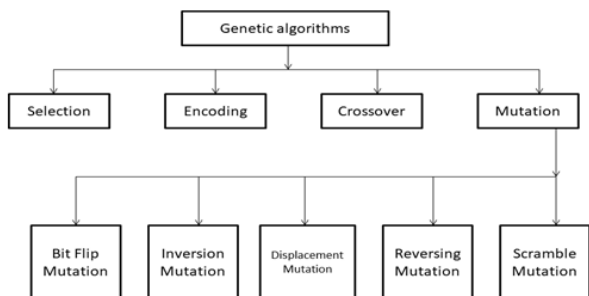 Genetic algorithms
Selection
Encoding
Crossover
Mutation
Bit Flip
Mutation
Inversion
Mutation
Displacement
Mutation
Reversing
Mutation
Scramble
Mutation